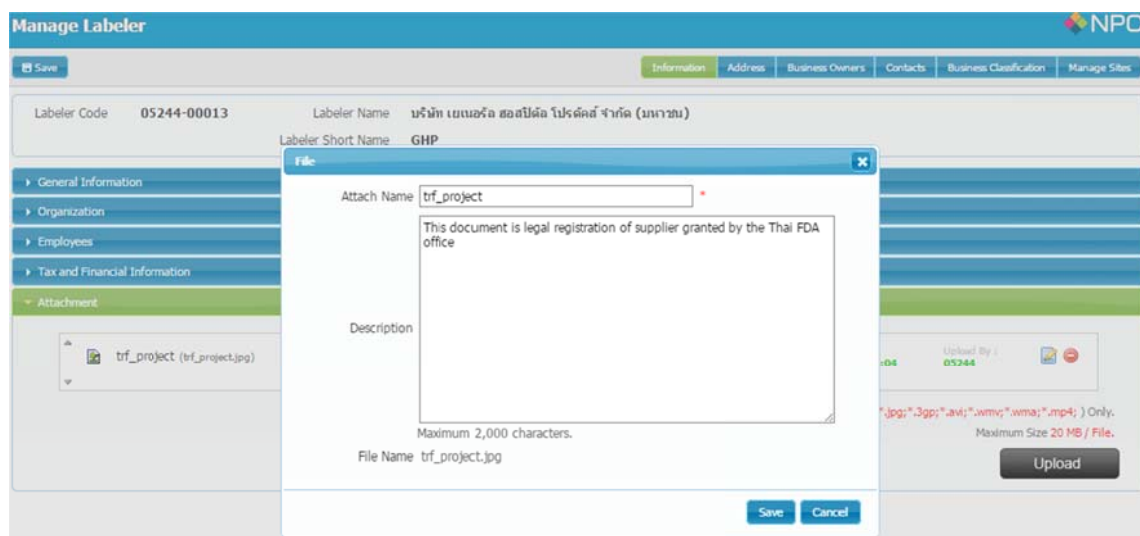 Manage Labeler
NPC
Save
Information Address Business Owners Contacts Business Classification Manage Sites
Labeler Code 05244-00013 Labeler Name บริษัท เยเนอรัล ฮอสปิตัล โปรดัคส์ จำกัด (มหาชน)
Labeler Short Name GHP
File
General Information
Attach Name trf_project *
Organization
This document is legal registration of supplier granted by the Thai FDA
office
Employees
Tax and Financial Information
Attachment
Description
trf_project (trf_project.jpg)
:04
Upload By :
05244
*.jpg;*.3gp;*.avi;*.wmv;*.wma;*.mp4; ) Only.
Maximum 2,000 characters.
Maximum Size 20 MB / File.
File Name trf_project.jpg
Upload
Save Cancel